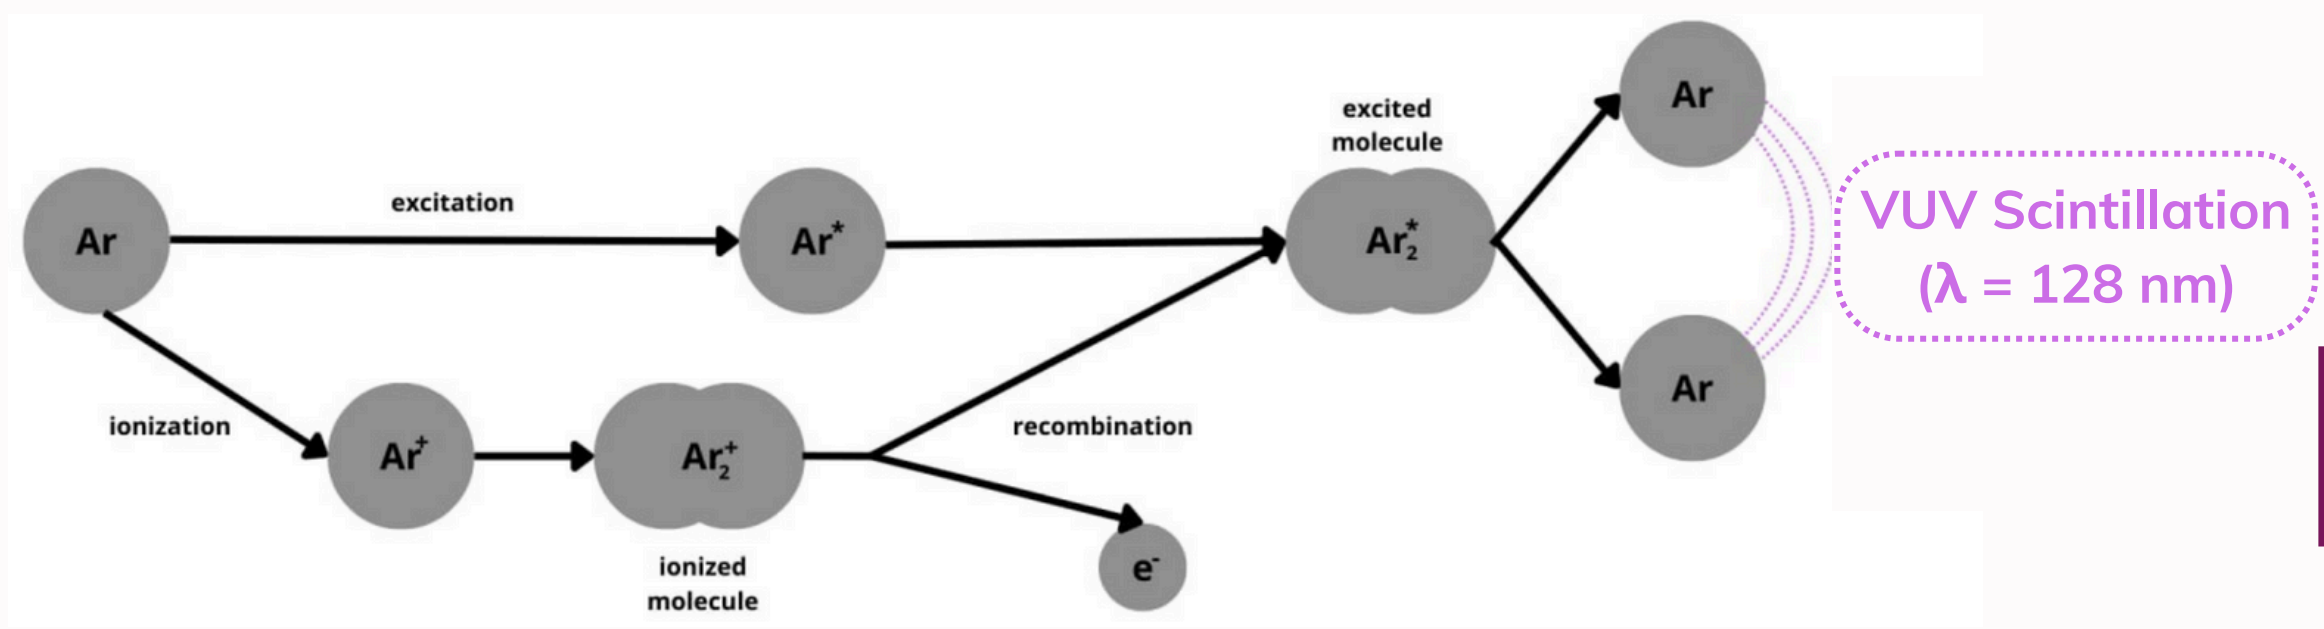 Ar
excitation
Ar*
excited
molecule
Ar₂*
Ar
Ar
VUV Scintillation
(λ = 128 nm)
ionization
Ar⁺
Ar₂⁺
ionized
molecule
recombination
e⁻